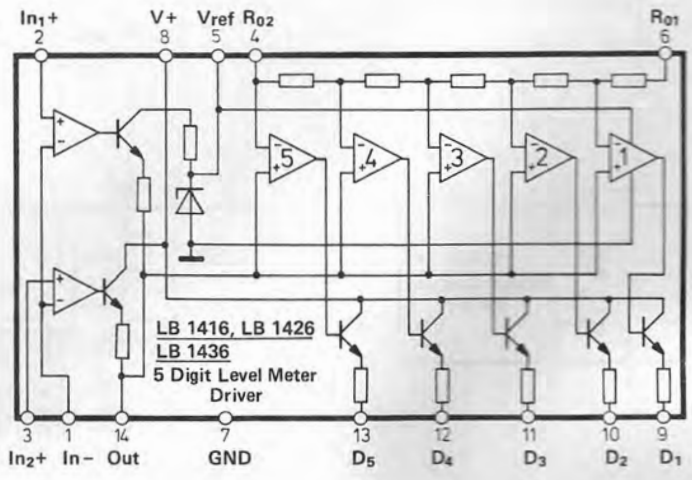 In₁+ V+ Vref R₀₂ R₀₁
2 8 5 4 6
+ − + − − + − + − + − + − +
5 4 3 2 1
LB 1416, LB 1426
LB 1436
5 Digit Level Meter
Driver
3 1 14 7 13 12 11 10 9
In₂+ In− Out GND D₅ D₄ D₃ D₂ D₁